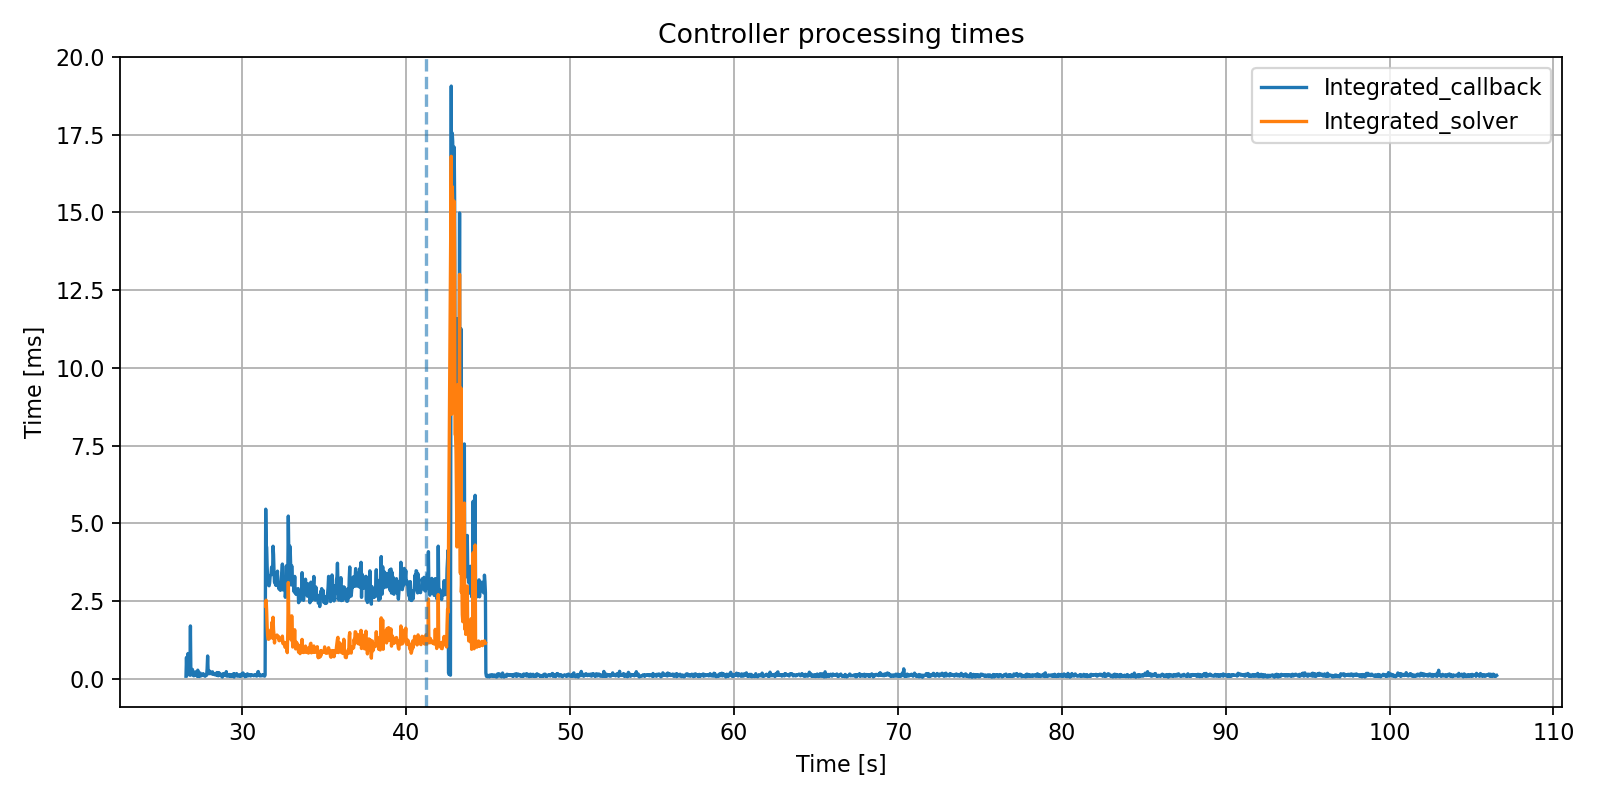 Controller processing times
Integrated_callback
Integrated_solver
Time [ms]
20.0
17.5
15.0
12.5
10.0
7.5
5.0
2.5
0.0
30 40 50 60 70 80 90 100 110
Time [s]